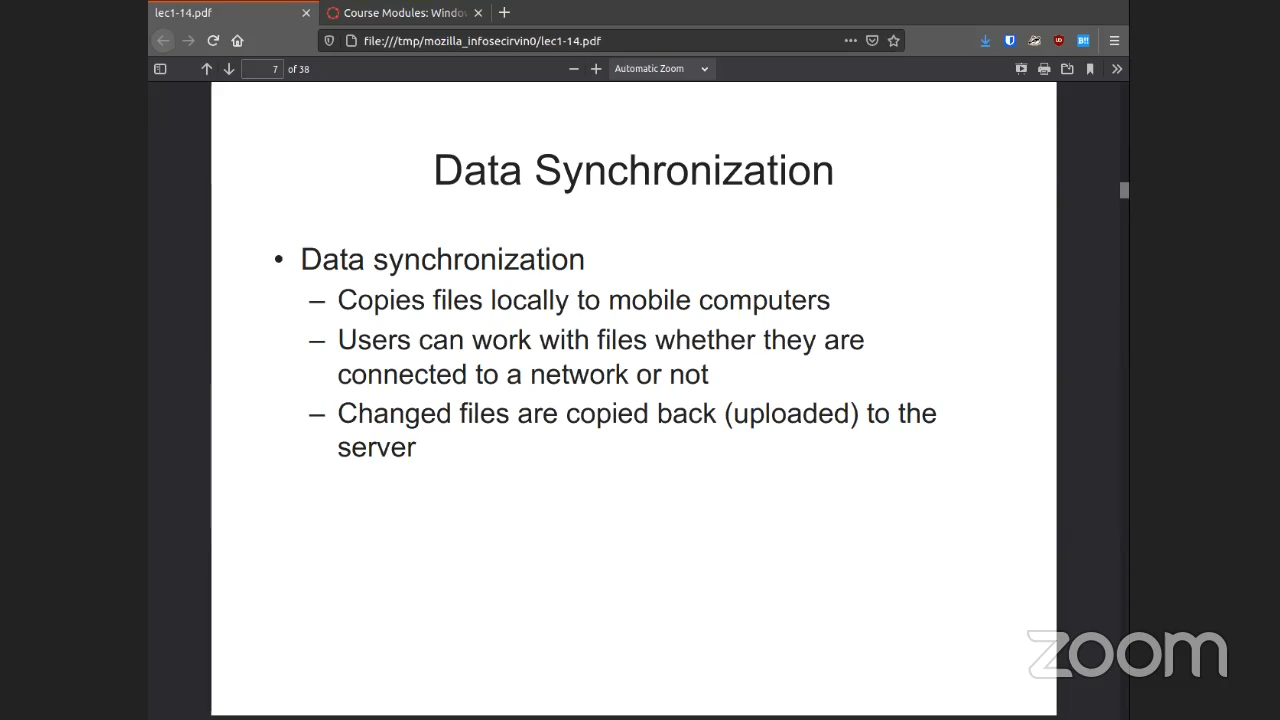 lec1-14.pdf
Course Modules: Windo
file:///tmp/mozilla_infosecirvin0/lec1-14.pdf
7 of 38
Automatic Zoom
Data Synchronization
• Data synchronization
– Copies files locally to mobile computers
– Users can work with files whether they are
connected to a network or not
– Changed files are copied back (uploaded) to the
server
zoom